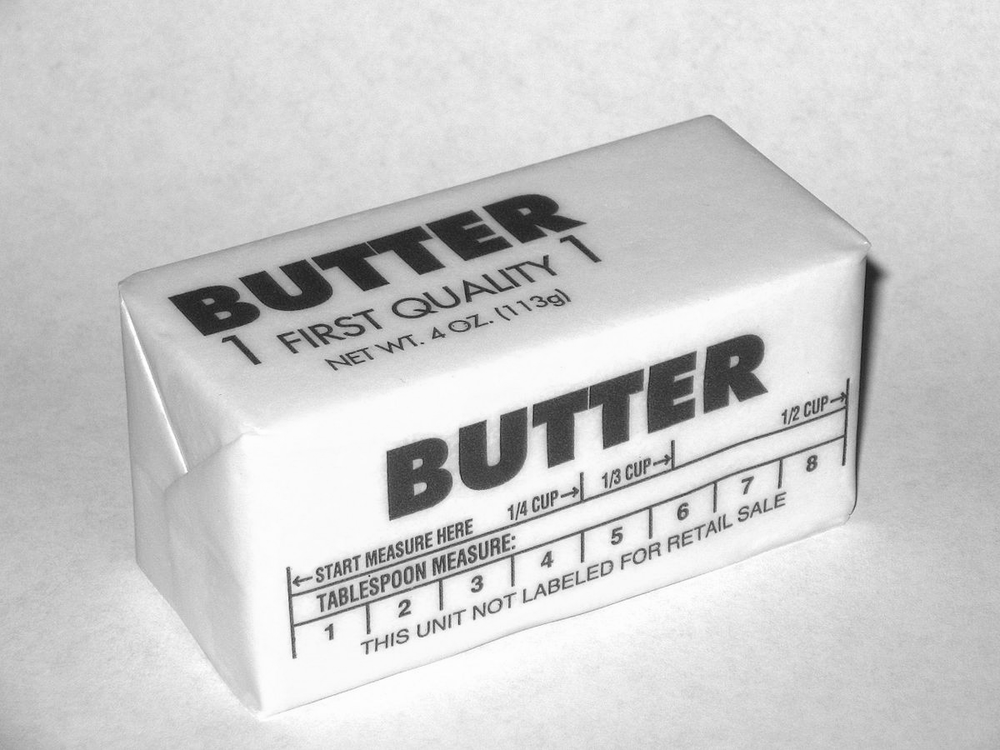 BUTTER
1 FIRST QUALITY 1
NET WT. 4 OZ. (113g)
BUTTER
←START MEASURE HERE 1/4 CUP→ 1/3 CUP→ 1/2 CUP→
TABLESPOON MEASURE:
1 2 3 4 5 6 7 8
THIS UNIT NOT LABELED FOR RETAIL SALE